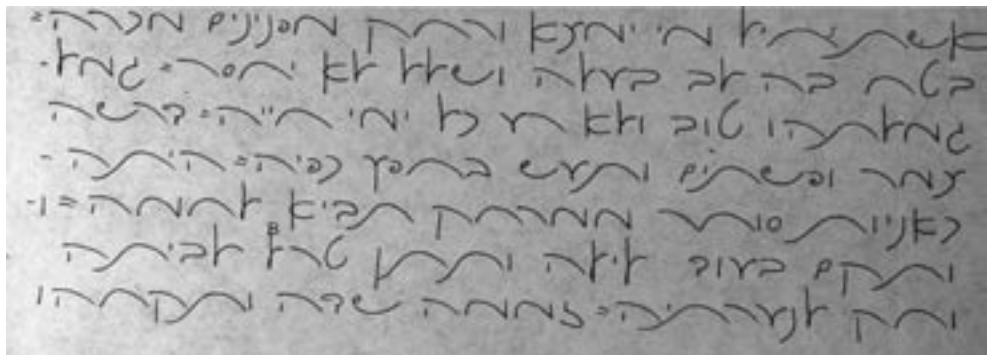 אשת חיל מי ימצא ורחק מפנינים מכרה =
בטח בה לב בעלה ושלל לא יחסר = גמל-
גמלתהו טוב ולא רע כל ימי חייה = דרשה
צמר ופשתים ותעש בחפץ כפיה = היתה -
כאניות סוחר ממרחק תביא לחמה = ו-
ותקם בעוד לילה ותתן טרף לביתה
וחק לנערתיה = זממה שדה ותקחהו